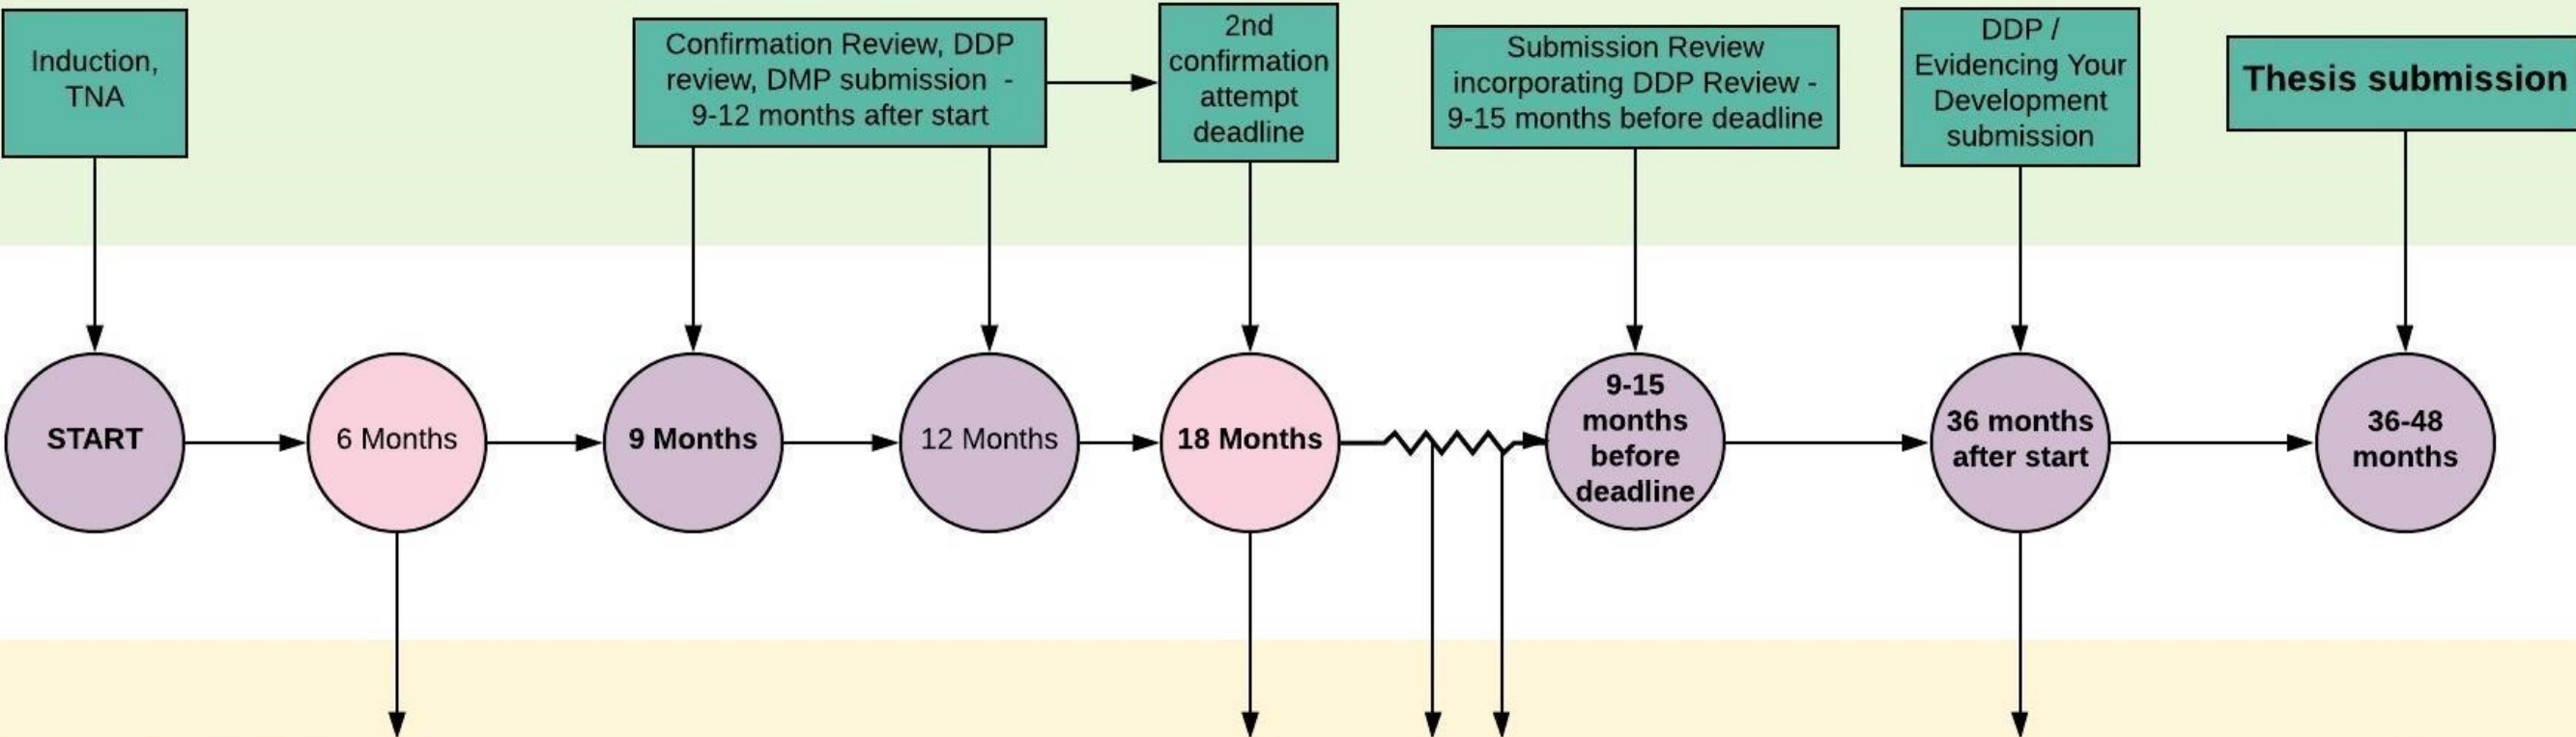 Induction,
TNA
Confirmation Review, DDP
review, DMP submission -
9-12 months after start
2nd
confirmation
attempt
deadline
Submission Review
incorporating DDP Review -
9-15 months before deadline
DDP /
Evidencing Your
Development
submission
Thesis submission
START
6 Months
9 Months
12 Months
18 Months
9-15
months
before
deadline
36 months
after start
36-48
months